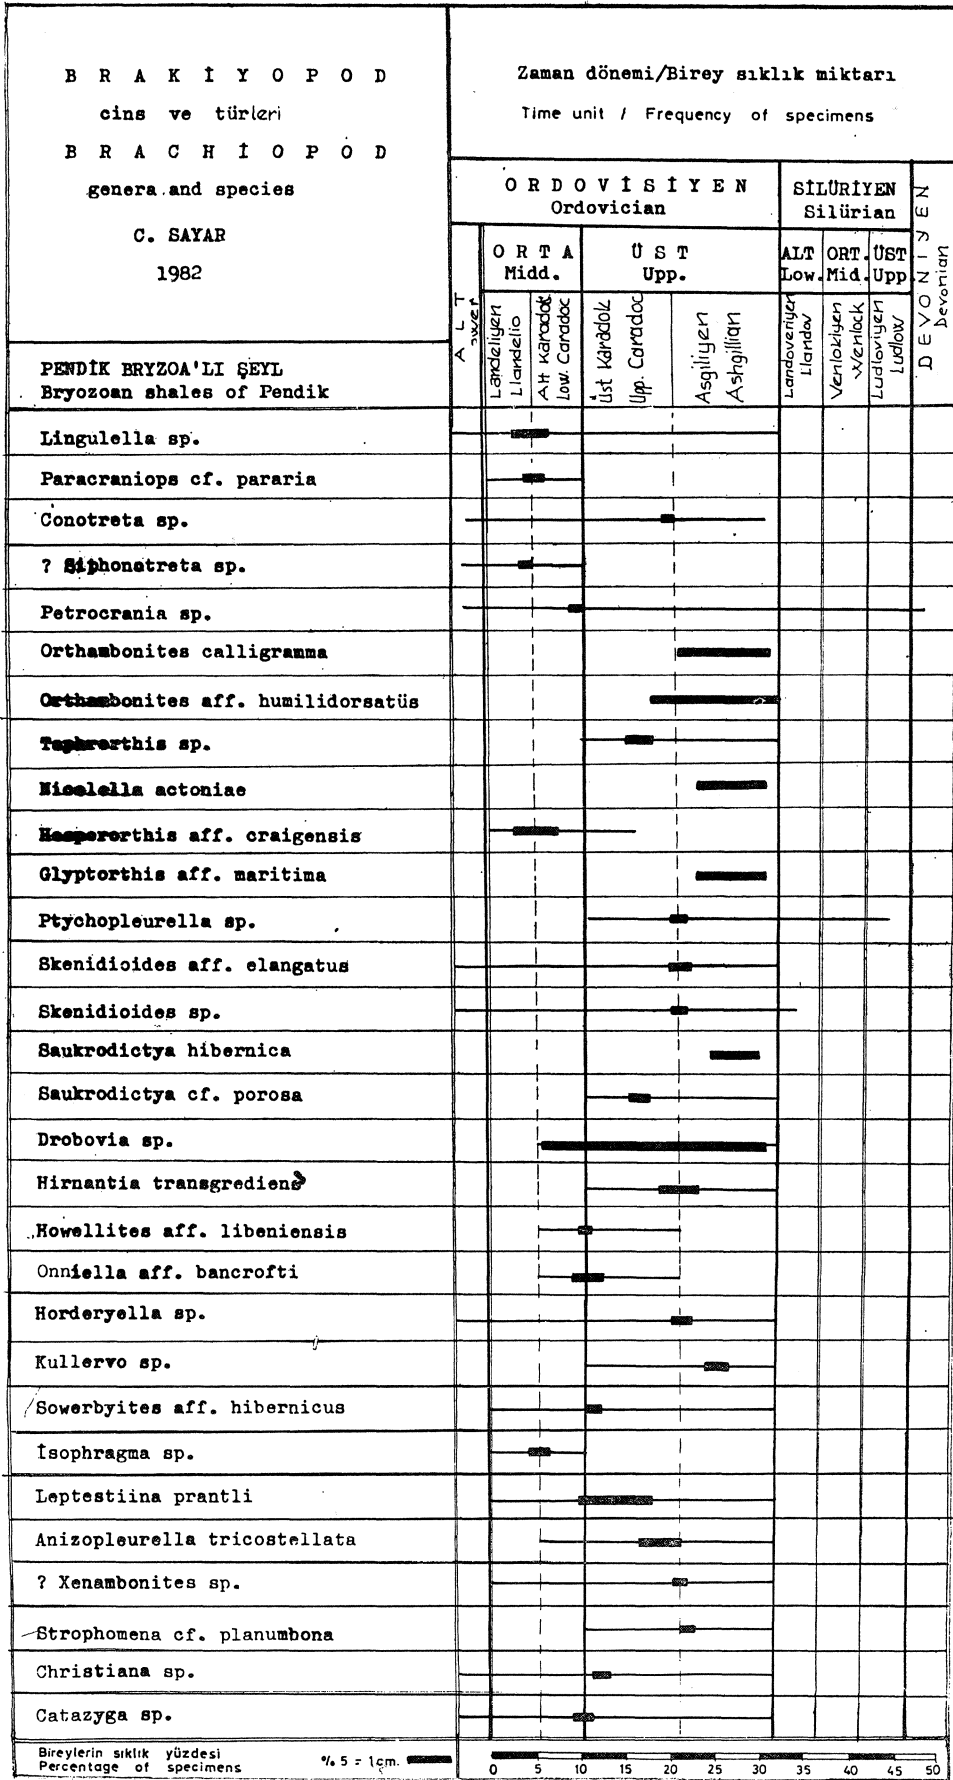 B R A K İ Y O P O D
cins ve türleri
B R A C H İ O P O D
genera and species
C. SAYAR
1982
PENDİK BRYZOA'LI ŞEYL
Bryozoan shales of Pendik
Zaman dönemi/Birey sıklık miktarı
Time unit / Frequency of specimens
O R D O V İ S İ Y E N
Ordovician
SİLÜRİYEN
Silürian
DEVONİYEN
Devonian
A L T
ower
O R T A
Midd.
Ü S T
Upp.
ALT
Low.
ORT.
Mid.
ÜST
Upp
Landeliyen
Llandelio
Alt Karadok
Low. Caradoc
Üst Karadok
Upp. Caradoc
Aşgiliyen
Ashgillian
Landoveriyen
Llandov
Venlokiyen
Wenlock
Ludloviyen
Ludlow
Lingulella sp.
Paracraniops cf. pararia
Conotreta sp.
? Siphonotreta sp.
Petrocrania sp.
Orthambonites calligramma
Orthambonites aff. humilidorsatüs
Tephrorthis sp.
Nicolella actoniae
Hesperorthis aff. craigensis
Glyptorthis aff. maritima
Ptychopleurella sp.
Skenidioides aff. elangatus
Skenidioides sp.
Saukrodictya hibernica
Saukrodictya cf. porosa
Drobovia sp.
Hirnantia transgrediens
Howellites aff. libeniensis
Onniella aff. bancrofti
Horderyella sp.
Kullervo sp.
Sowerbyites aff. hibernicus
İsophragma sp.
Leptestiina prantli
Anizopleurella tricostellata
? Xenambonites sp.
Strophomena cf. planumbona
Christiana sp.
Catazyga sp.
Bireylerin sıklık yüzdesi
Percentage of specimens
% 5 = 1cm.
0 5 10 15 20 25 30 35 40 45 50